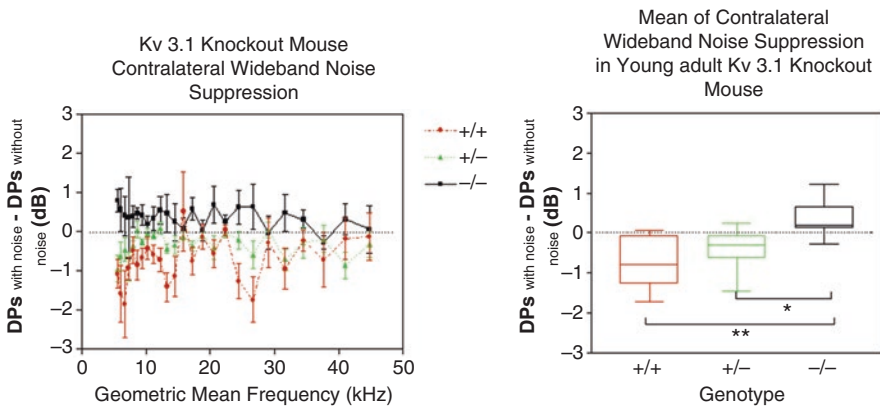 Kv 3.1 Knockout Mouse
Contralateral Wideband Noise
Suppression
3
2
1
0
–1
–2
–3
DPs with noise - DPs without
noise (dB)
0
10
20
30
40
50
Geometric Mean Frequency (kHz)
+/+
+/–
–/–
Mean of Contralateral
Wideband Noise Suppression
in Young adult Kv 3.1 Knockout
Mouse
3
2
1
0
–1
–2
–3
DPs with noise - DPs without
noise (dB)
*
**
+/+
+/–
–/–
Genotype